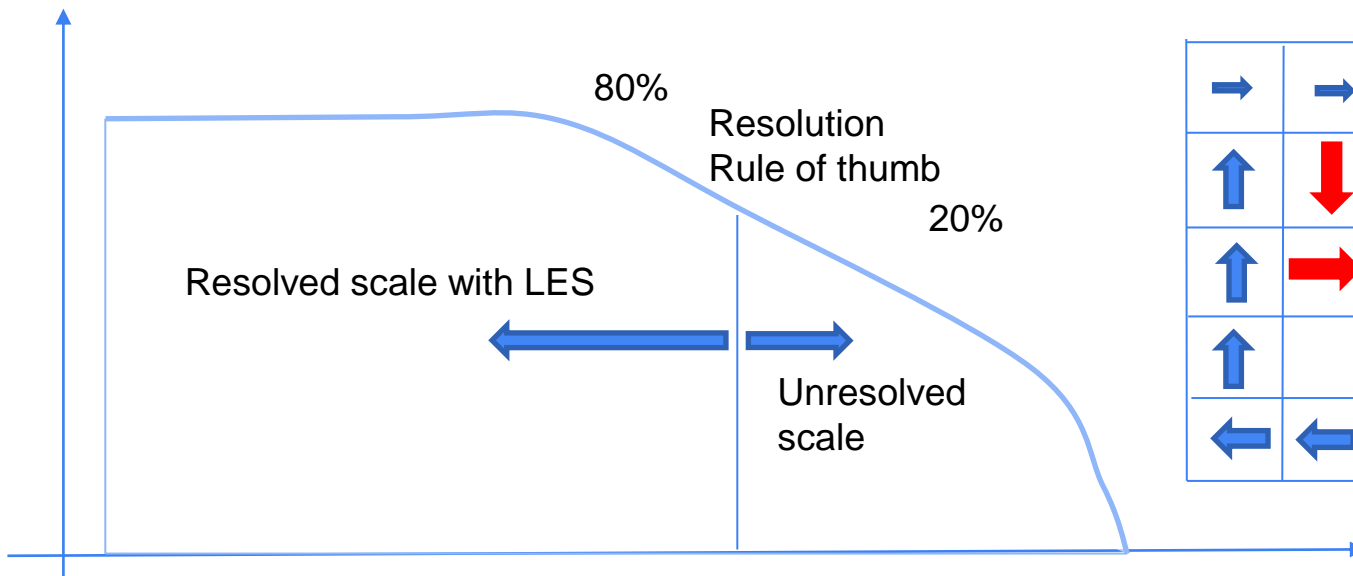 80%
Resolution
Rule of thumb
20%
Resolved scale with LES
Unresolved
scale